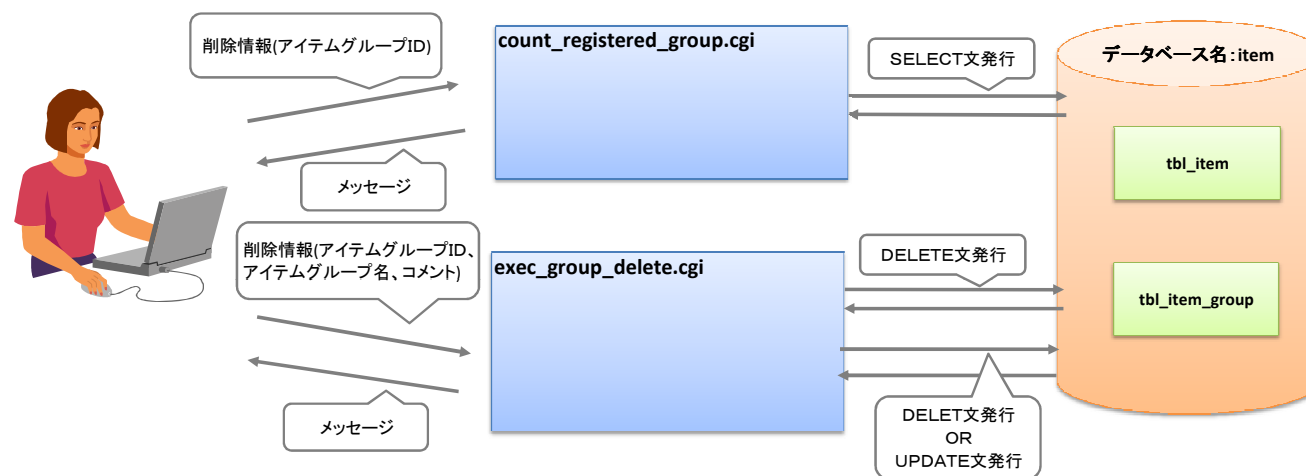 削除情報(アイテムグループID)
count_registered_group.cgi
SELECT文発行
データベース名:item
tbl_item
メッセージ
削除情報(アイテムグループID、
アイテムグループ名、コメント)
exec_group_delete.cgi
DELETE文発行
tbl_item_group
メッセージ
DELET文発行
OR
UPDATE文発行